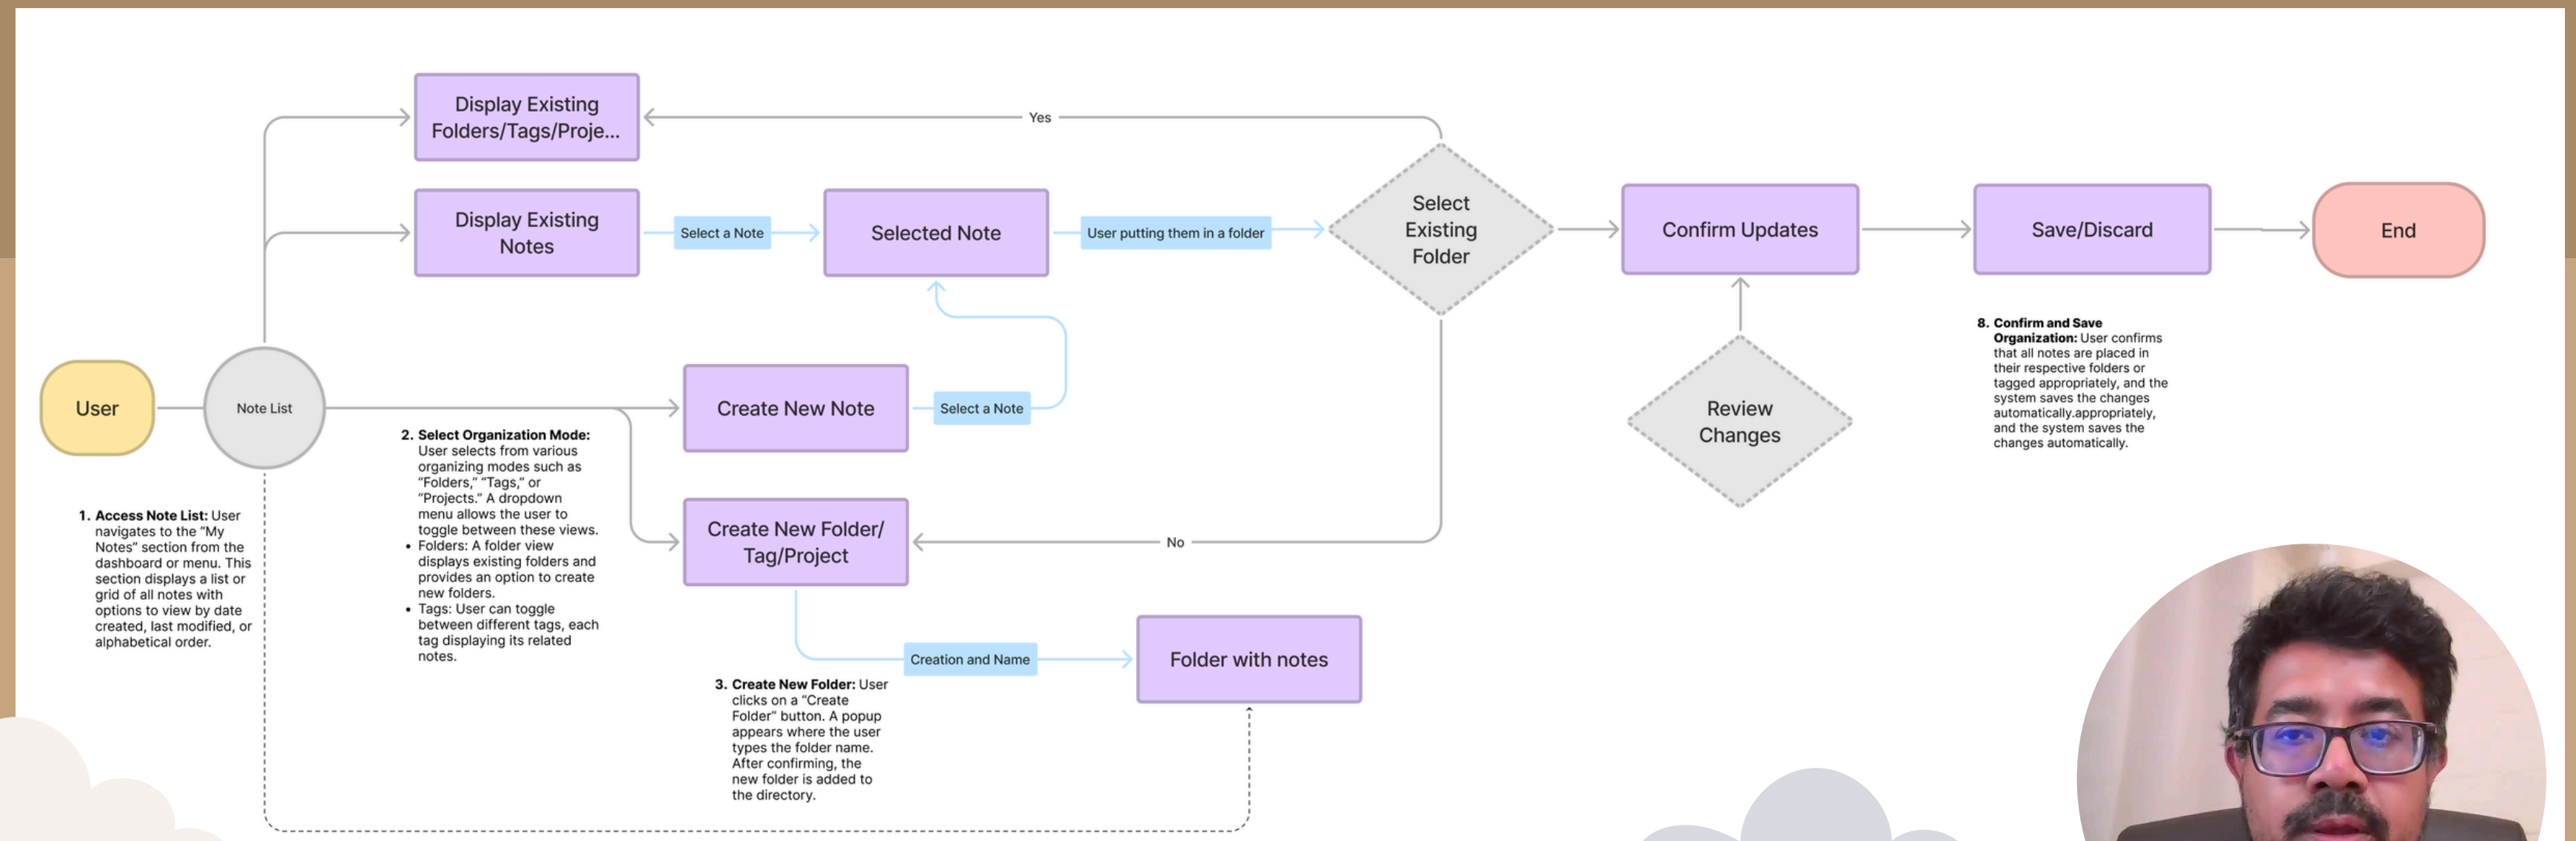 Display Existing
Folders/Tags/Proje...
Yes
Display Existing
Notes
Select a Note
Selected Note
User putting them in a folder
Select
Existing
Folder
Confirm Updates
Save/Discard
End
User
Note List
Create New Note
Select a Note
Review
Changes
8. Confirm and Save
Organization: User confirms
that all notes are placed in
their respective folders or
tagged appropriately, and the
system saves the changes
automatically.appropriately,
and the system saves the
changes automatically.
1. Access Note List: User
navigates to the “My
Notes” section from the
dashboard or menu. This
section displays a list or
grid of all notes with
options to view by date
created, last modified, or
alphabetical order.
2. Select Organization Mode:
User selects from various
organizing modes such as
“Folders,” “Tags,” or
“Projects.” A dropdown
menu allows the user to
toggle between these views.
• Folders: A folder view
displays existing folders and
provides an option to create
new folders.
• Tags: User can toggle
between different tags, each
tag displaying its related
notes.
Create New Folder/
Tag/Project
No
Creation and Name
Folder with notes
3. Create New Folder: User
clicks on a “Create
Folder” button. A popup
appears where the user
types the folder name.
After confirming, the
new folder is added to
the directory.